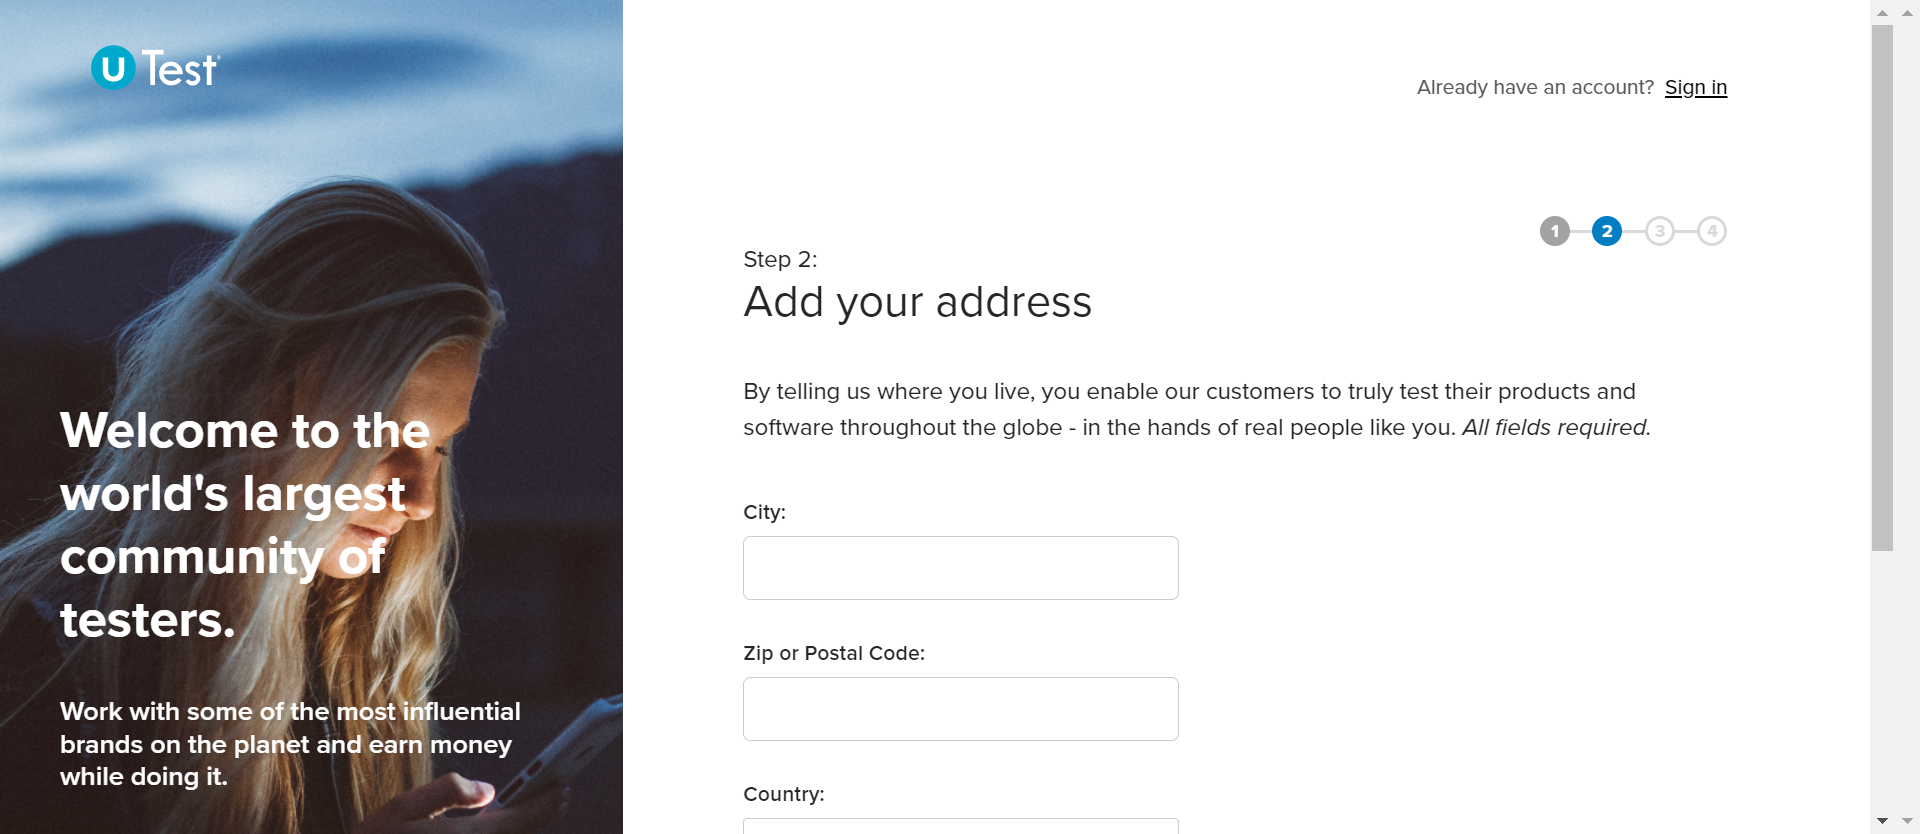 u Test
Already have an account? Sign in
1 2 3 4
Step 2:
Add your address
By telling us where you live, you enable our customers to truly test their products and
software throughout the globe - in the hands of real people like you. All fields required.
City:
Zip or Postal Code:
Country:
Welcome to the
world's largest
community of
testers.
Work with some of the most influential
brands on the planet and earn money
while doing it.